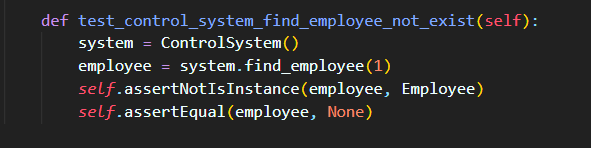 def test_control_system_find_employee_not_exist(self):
    system = ControlSystem()
    employee = system.find_employee(1)
    self.assertNotIsInstance(employee, Employee)
    self.assertEqual(employee, None)